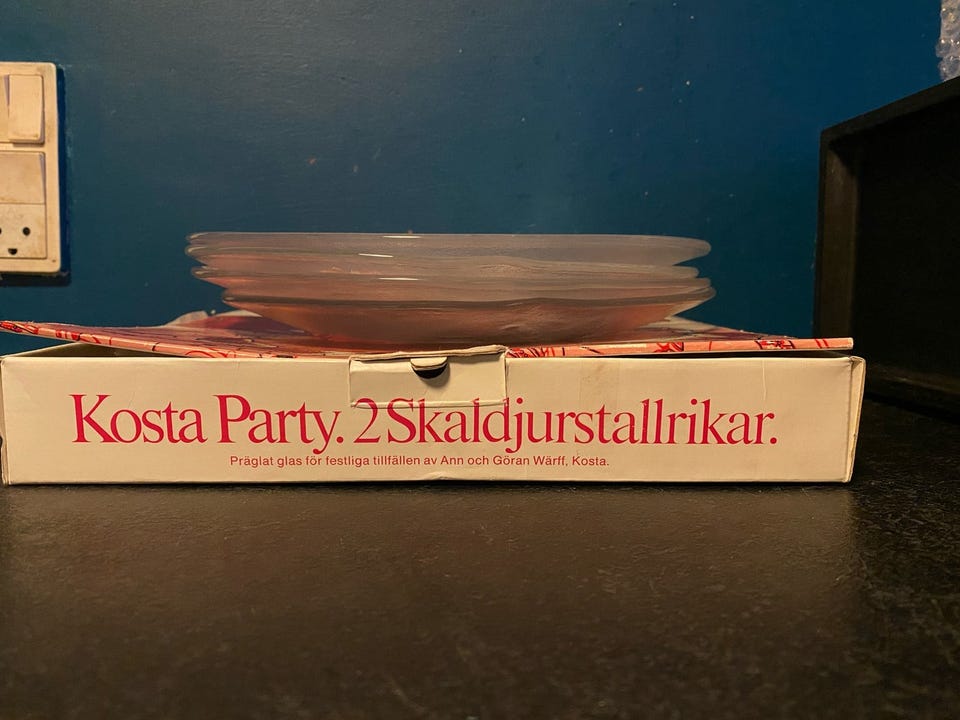 Kosta Party. 2 Skaldjurstallrikar.
Präglat glas för festliga tillfällen av Ann och Göran Wärff, Kosta.